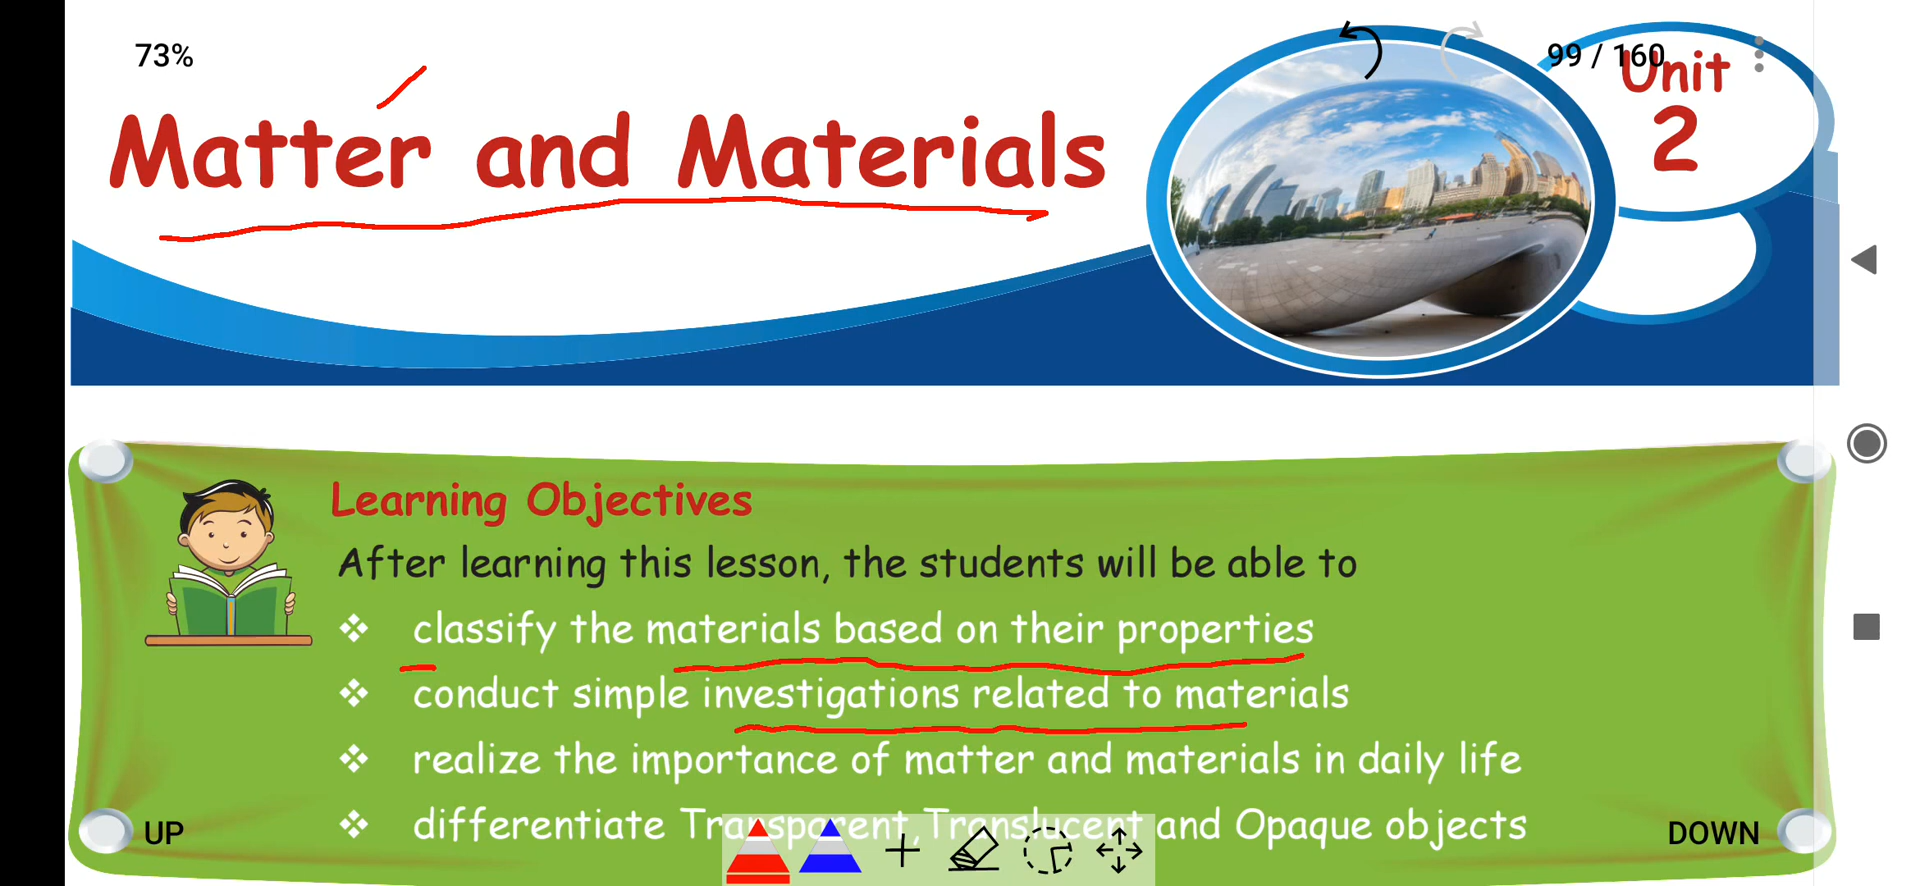 73%
99 / 160
Unit
2
Matter and Materials
Learning Objectives
After learning this lesson, the students will be able to
❖ classify the materials based on their properties
❖ conduct simple investigations related to materials
❖ realize the importance of matter and materials in daily life
❖ differentiate Transparent,Translucent and Opaque objects
UP
DOWN